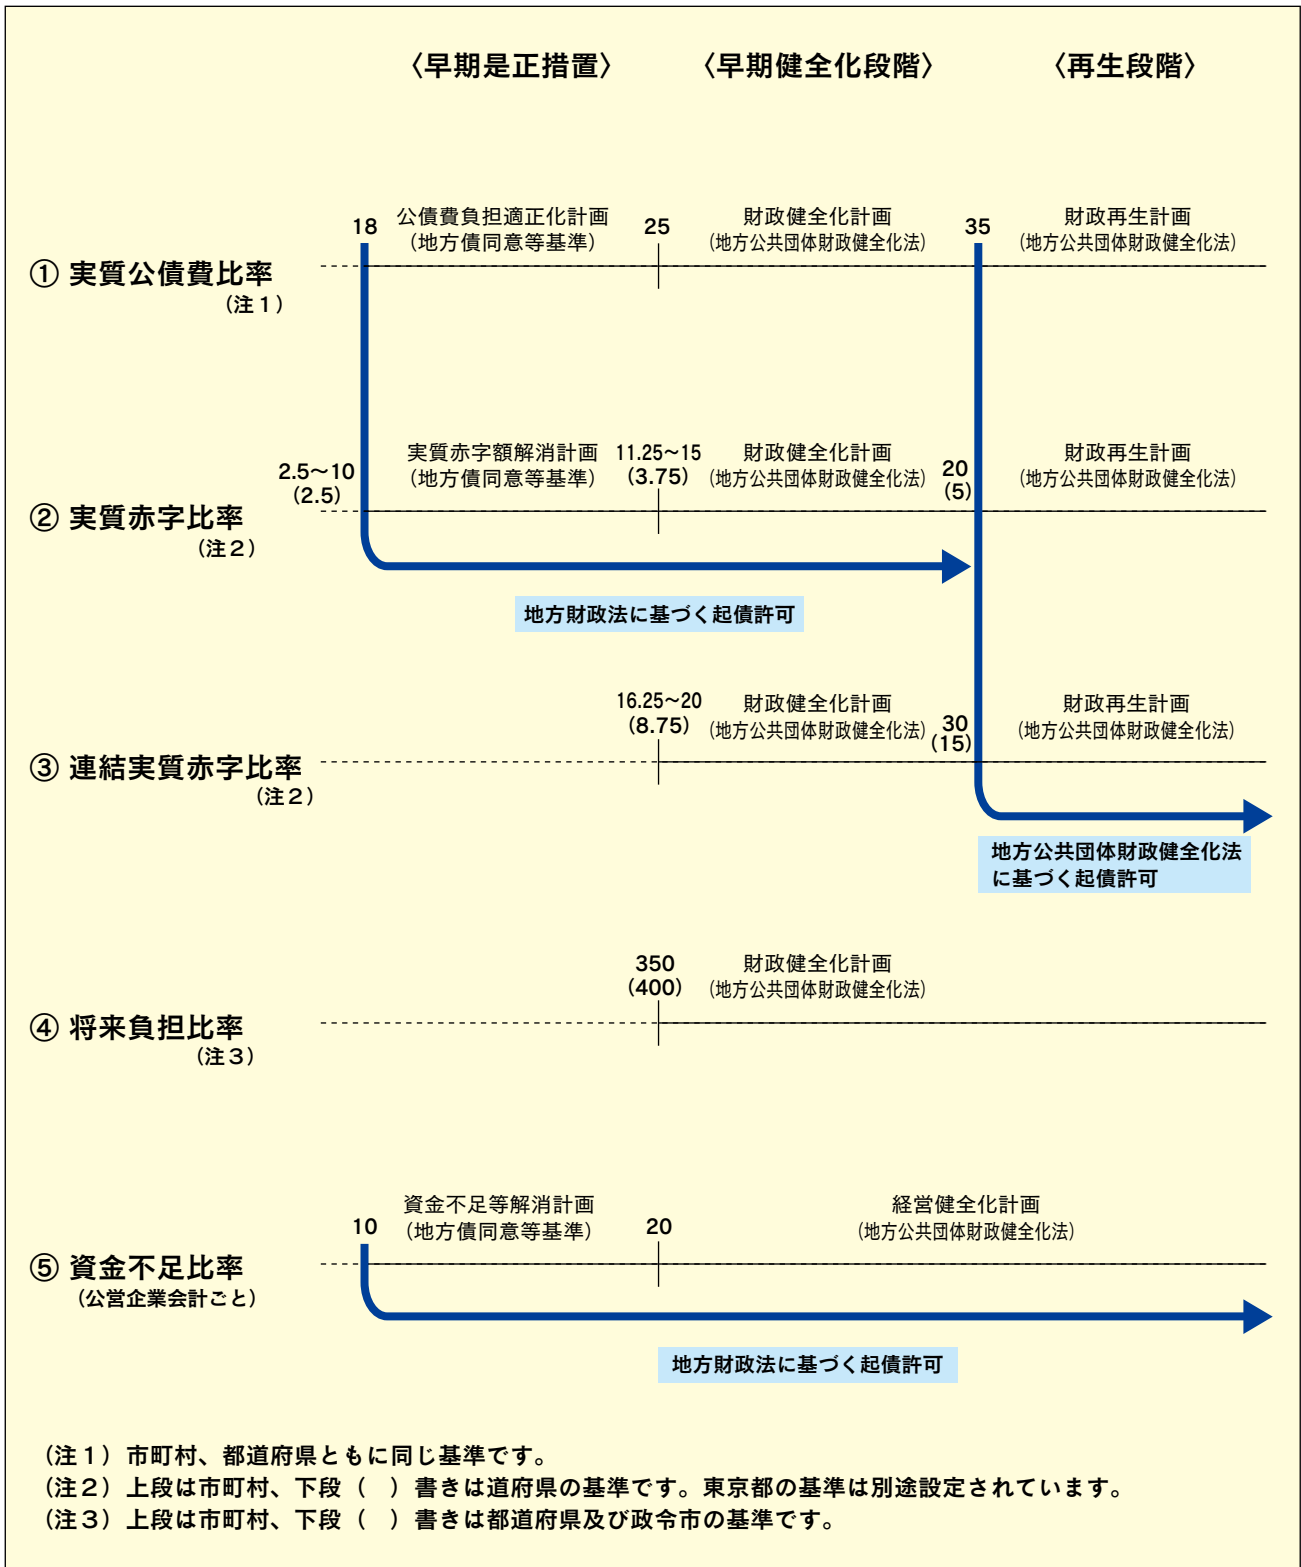 〈早期是正措置〉 〈早期健全化段階〉 〈再生段階〉
18 公債費負担適正化計画 25 財政健全化計画 35 財政再生計画
(地方債同意等基準) (地方公共団体財政健全化法) (地方公共団体財政健全化法)
① 実質公債費比率
(注1)
2.5~10 実質赤字額解消計画 11.25~15 財政健全化計画 20 財政再生計画
(2.5) (地方債同意等基準) (3.75) (地方公共団体財政健全化法) (5) (地方公共団体財政健全化法)
② 実質赤字比率
(注2)
地方財政法に基づく起債許可
16.25~20 財政健全化計画 30 財政再生計画
(8.75) (地方公共団体財政健全化法) (15) (地方公共団体財政健全化法)
③ 連結実質赤字比率
(注2)
地方公共団体財政健全化法
に基づく起債許可
350 財政健全化計画
(400) (地方公共団体財政健全化法)
④ 将来負担比率
(注3)
10 資金不足等解消計画 20 経営健全化計画
(地方債同意等基準) (地方公共団体財政健全化法)
⑤ 資金不足比率
(公営企業会計ごと)
地方財政法に基づく起債許可
(注1)市町村、都道府県ともに同じ基準です。
(注2)上段は市町村、下段( )書きは道府県の基準です。東京都の基準は別途設定されています。
(注3)上段は市町村、下段( )書きは都道府県及び政令市の基準です。